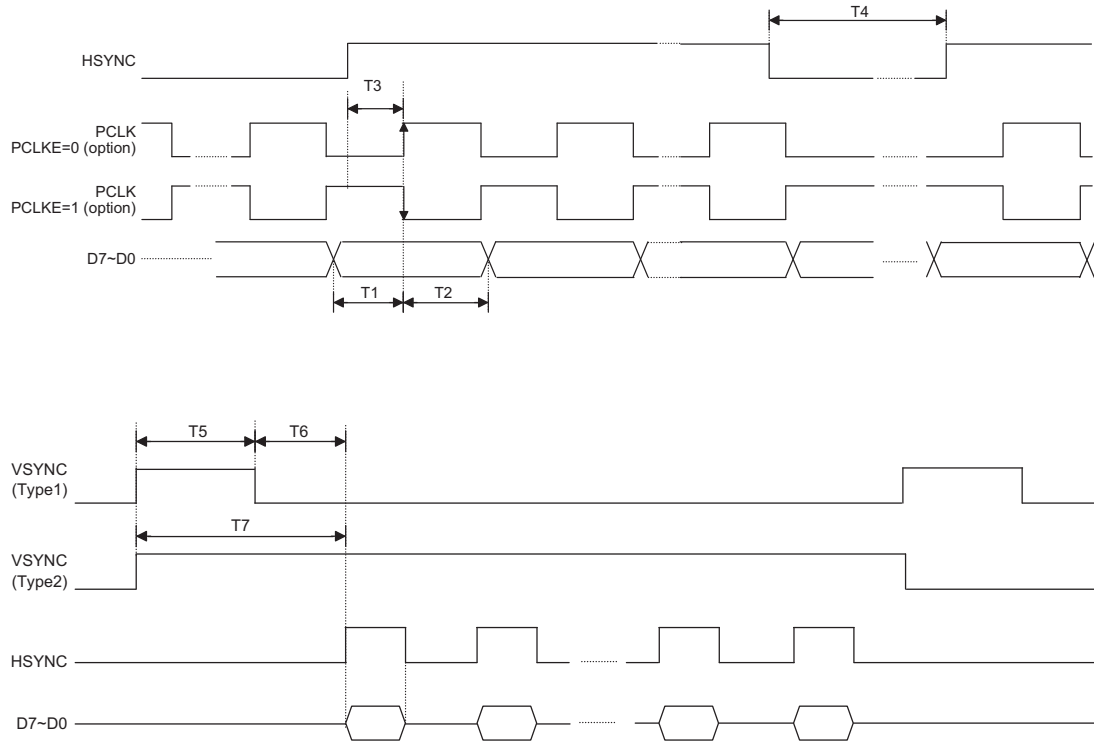 T4
HSYNC
T3
PCLK
PCLKE=0 (option)
PCLK
PCLKE=1 (option)
D7~D0
T1 T2
T5 T6
VSYNC
(Type1)
T7
VSYNC
(Type2)
HSYNC
D7~D0